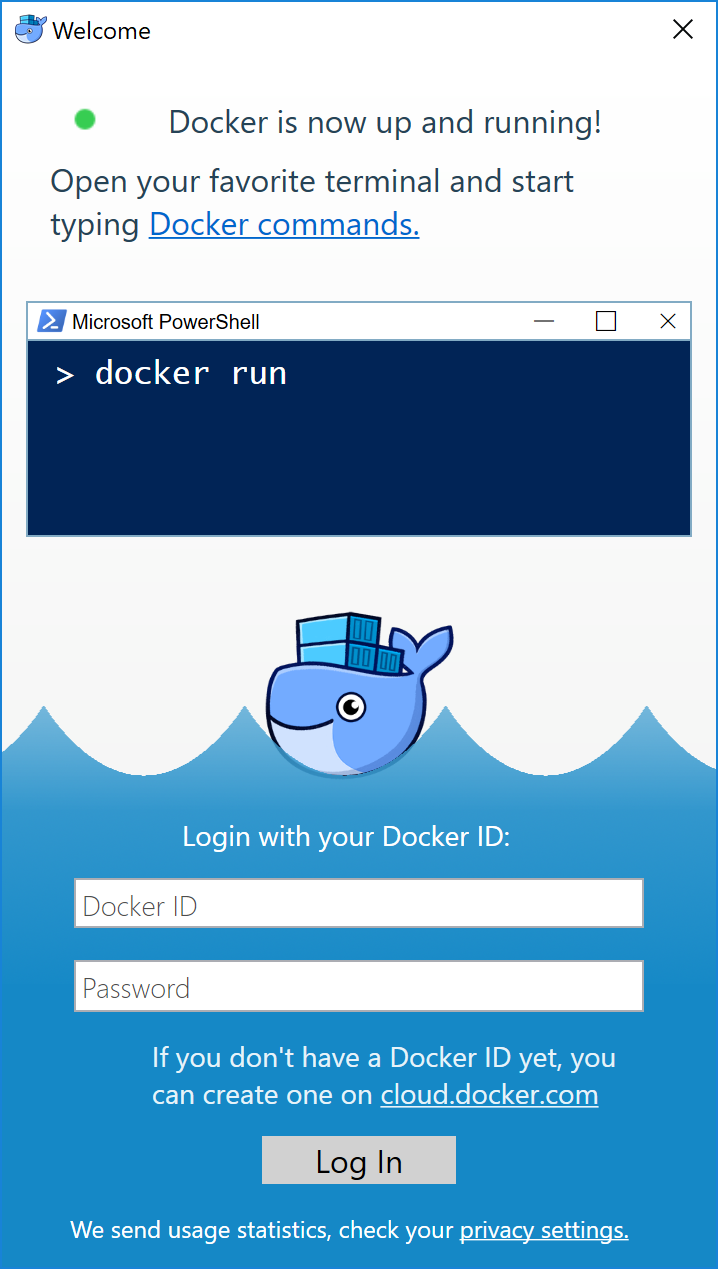 Welcome
Docker is now up and running!
Open your favorite terminal and start
typing Docker commands.
Microsoft PowerShell
> docker run
Login with your Docker ID:
Docker ID
Password
If you don't have a Docker ID yet, you
can create one on cloud.docker.com
Log In
We send usage statistics, check your privacy settings.